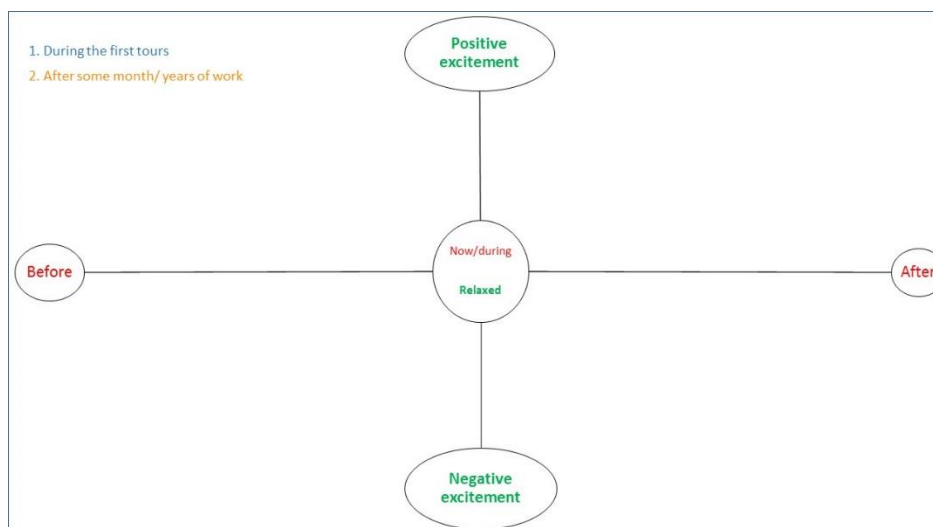 1. During the first tours
2. After some month/ years of work
Positive
excitement
Before
Now/during
Relaxed
After
Negative
excitement